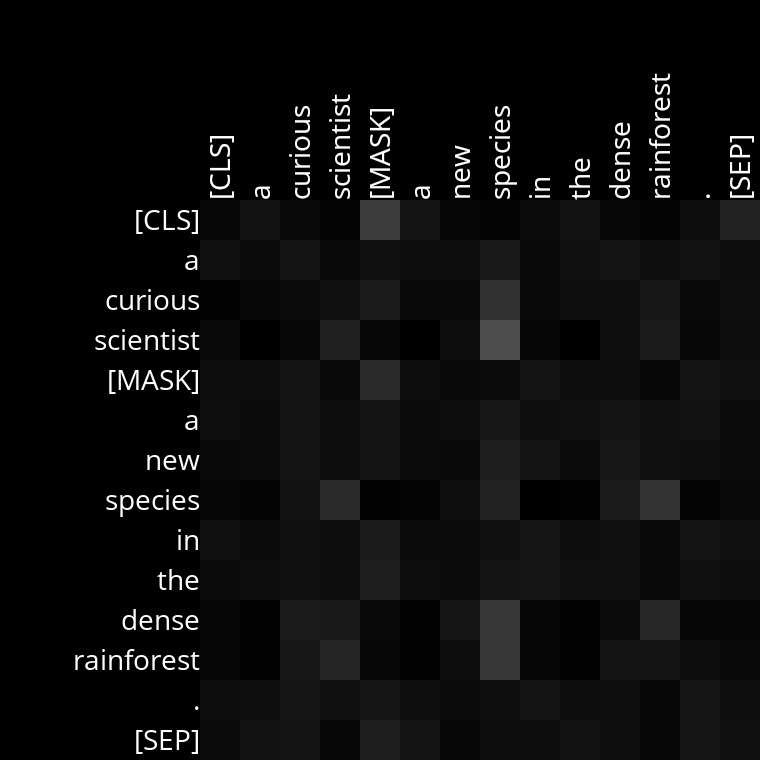 [CLS] a curious scientist [MASK] a new species in the dense rainforest . [SEP]
[CLS]
a
curious
scientist
[MASK]
a
new
species
in
the
dense
rainforest
.
[SEP]